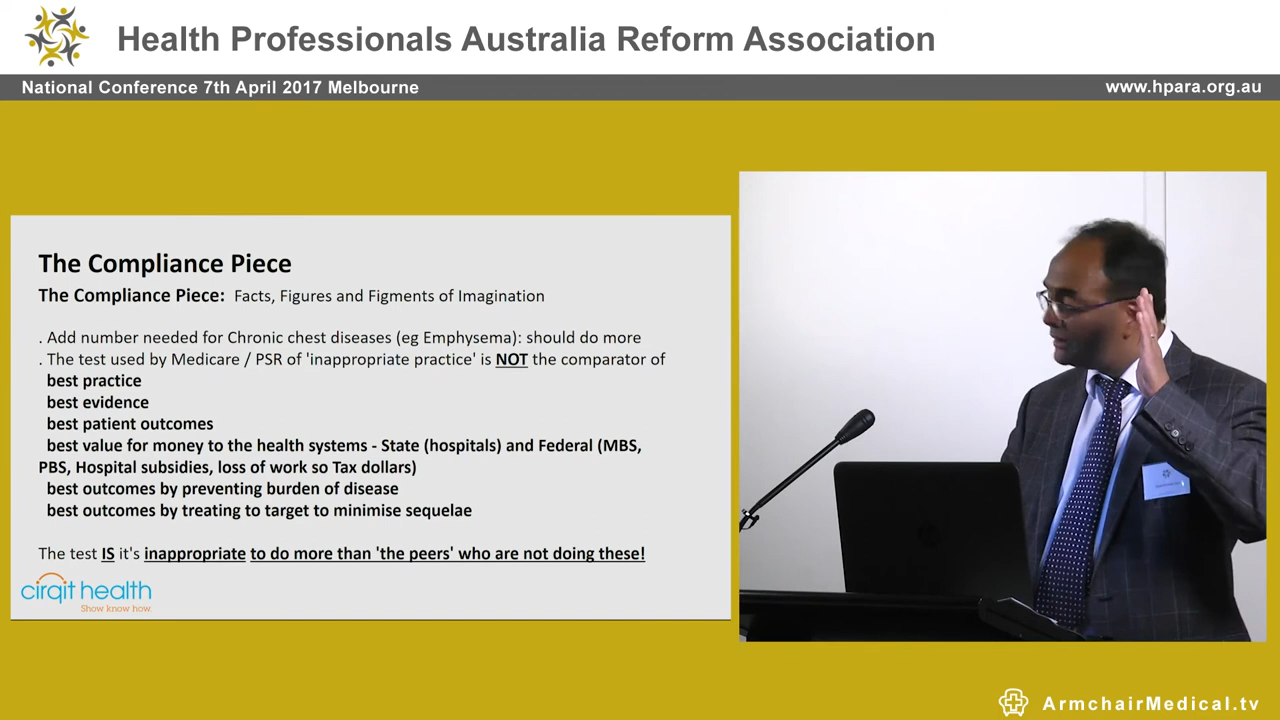 Health Professionals Australia Reform Association
National Conference 7th April 2017 Melbourne
www.hpara.org.au
The Compliance Piece
The Compliance Piece: Facts, Figures and Figments of Imagination
. Add number needed for Chronic chest diseases (eg Emphysema): should do more
. The test used by Medicare / PSR of 'inappropriate practice' is NOT the comparator of
best practice
best evidence
best patient outcomes
best value for money to the health systems - State (hospitals) and Federal (MBS,
PBS, Hospital subsidies, loss of work so Tax dollars)
best outcomes by preventing burden of disease
best outcomes by treating to target to minimise sequelae
The test IS it's inappropriate to do more than 'the peers' who are not doing these!
cirqit health
Show know how.
ArmchairMedical.tv